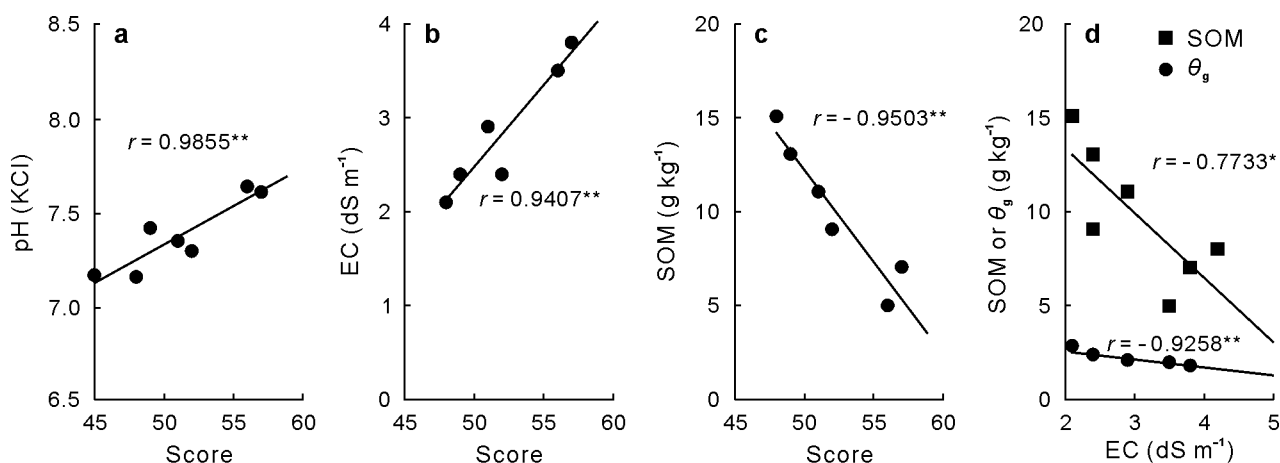 a
8.5
8.0
7.5
7.0
6.5
pH (KCl)
r = 0.9855**
45 50 55 60
Score
b
4
3
2
1
0
EC (dS m⁻¹)
r = 0.9407**
45 50 55 60
Score
c
20
15
10
5
0
SOM (g kg⁻¹)
r = - 0.9503**
45 50 55 60
Score
d
20
15
10
5
0
SOM or θg (g kg⁻¹)
SOM
θg
r = - 0.7733*
r = - 0.9258**
2 3 4 5
EC (dS m⁻¹)